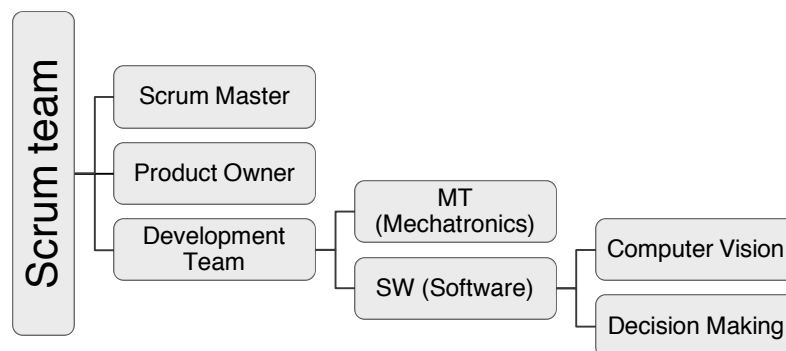 Scrum team
Scrum Master
Product Owner
Development
Team
MT
(Mechatronics)
SW (Software)
Computer Vision
Decision Making